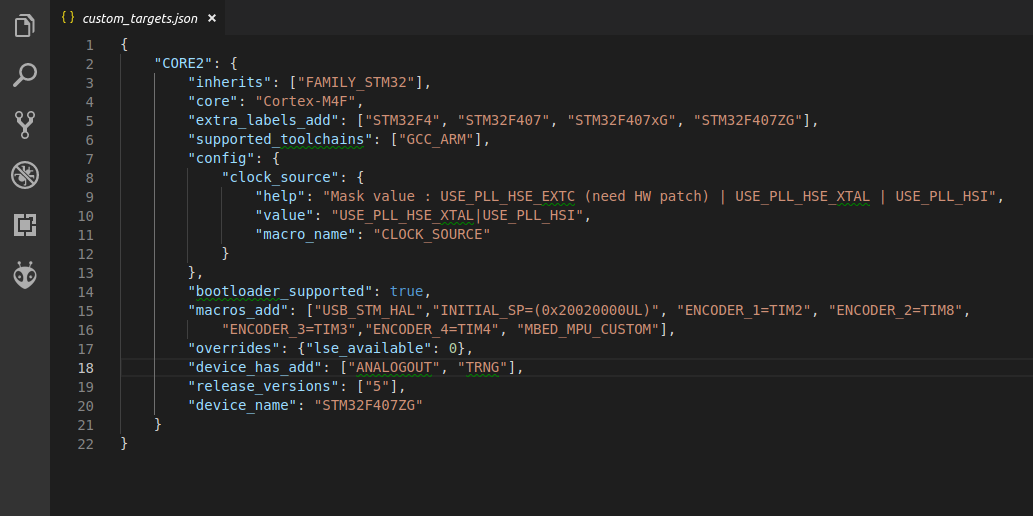 {} custom_targets.json ×
1 {
2 "CORE2": {
3 "inherits": ["FAMILY_STM32"],
4 "core": "Cortex-M4F",
5 "extra_labels_add": ["STM32F4", "STM32F407", "STM32F407xG", "STM32F407ZG"],
6 "supported_toolchains": ["GCC_ARM"],
7 "config": {
8 "clock_source": {
9 "help": "Mask value : USE_PLL_HSE_EXTC (need HW patch) | USE_PLL_HSE_XTAL | USE_PLL_HSI",
10 "value": "USE_PLL_HSE_XTAL|USE_PLL_HSI",
11 "macro_name": "CLOCK_SOURCE"
12 }
13 },
14 "bootloader_supported": true,
15 "macros_add": ["USB_STM_HAL","INITIAL_SP=(0x20020000UL)", "ENCODER_1=TIM2", "ENCODER_2=TIM8",
16 "ENCODER_3=TIM3","ENCODER_4=TIM4", "MBED_MPU_CUSTOM"],
17 "overrides": {"lse_available": 0},
18 "device_has_add": ["ANALOGOUT", "TRNG"],
19 "release_versions": ["5"],
20 "device_name": "STM32F407ZG"
21 }
22 }